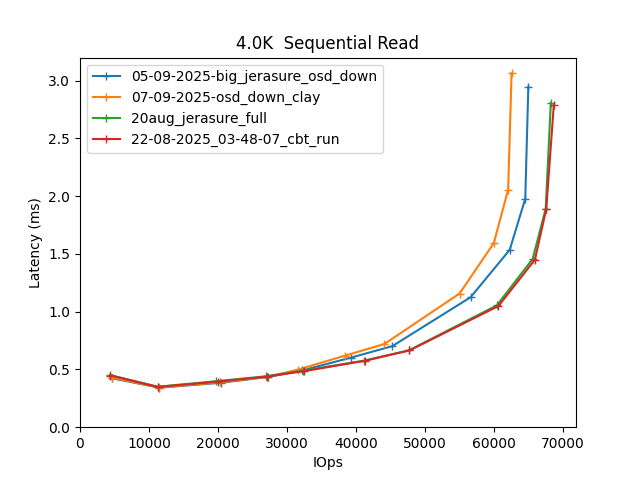 4.0K  Sequential Read
05-09-2025-big_jerasure_osd_down
07-09-2025-osd_down_clay
20aug_jerasure_full
22-08-2025_03-48-07_cbt_run
Latency (ms)
3.0
2.5
2.0
1.5
1.0
0.5
0.0
0 10000 20000 30000 40000 50000 60000 70000
IOps